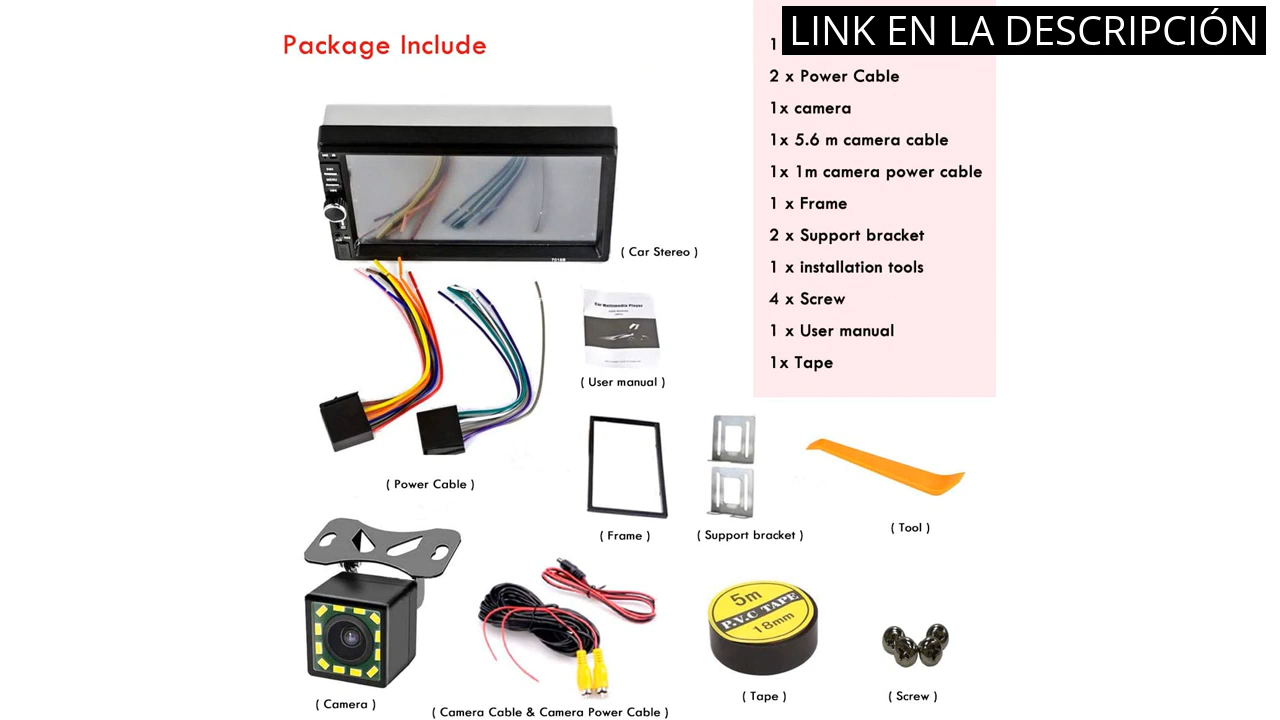 LINK EN LA DESCRIPCIÓN
Package Include
1
2 x Power Cable
1x camera
1x 5.6 m camera cable
1x 1m camera power cable
1 x Frame
2 x Support bracket
1 x installation tools
4 x Screw
1 x User manual
1x Tape
( Car Stereo )
Car Multimedia Player
( User manual )
( Power Cable )
( Frame )
( Support bracket )
( Tool )
5m
P.V.C TAPE
18mm
( Camera )
( Camera Cable & Camera Power Cable )
( Tape )
( Screw )